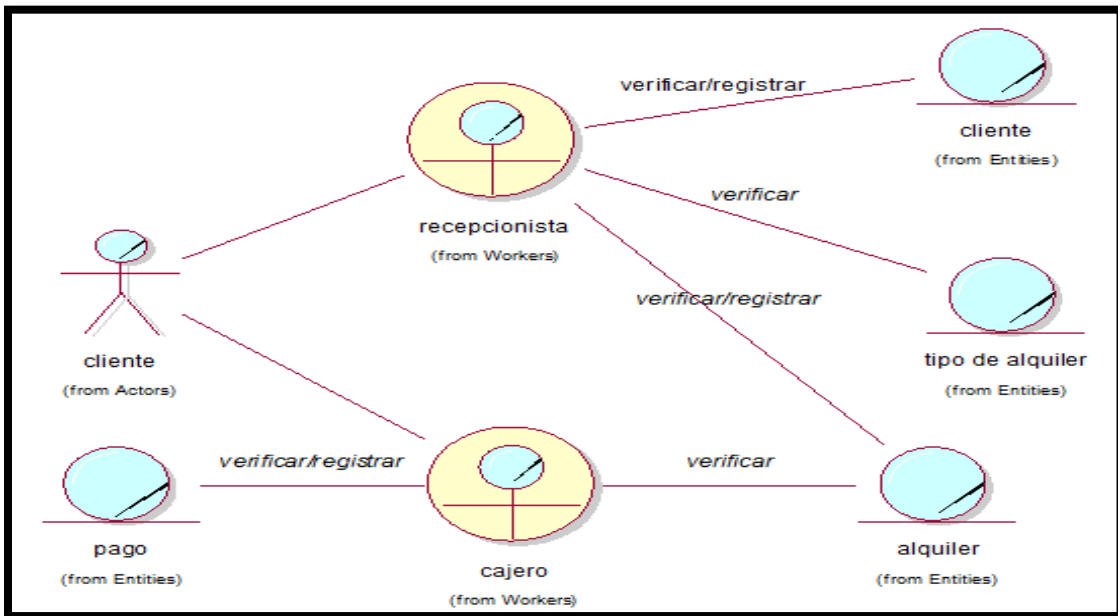 verificar/registrar
cliente
(from Entities)
verificar
recepcionista
(from Workers)
verificar/registrar
cliente
(from Actors)
tipo de alquiler
(from Entities)
verificar/registrar
verificar
pago
(from Entities)
cajero
(from Workers)
alquiler
(from Entities)